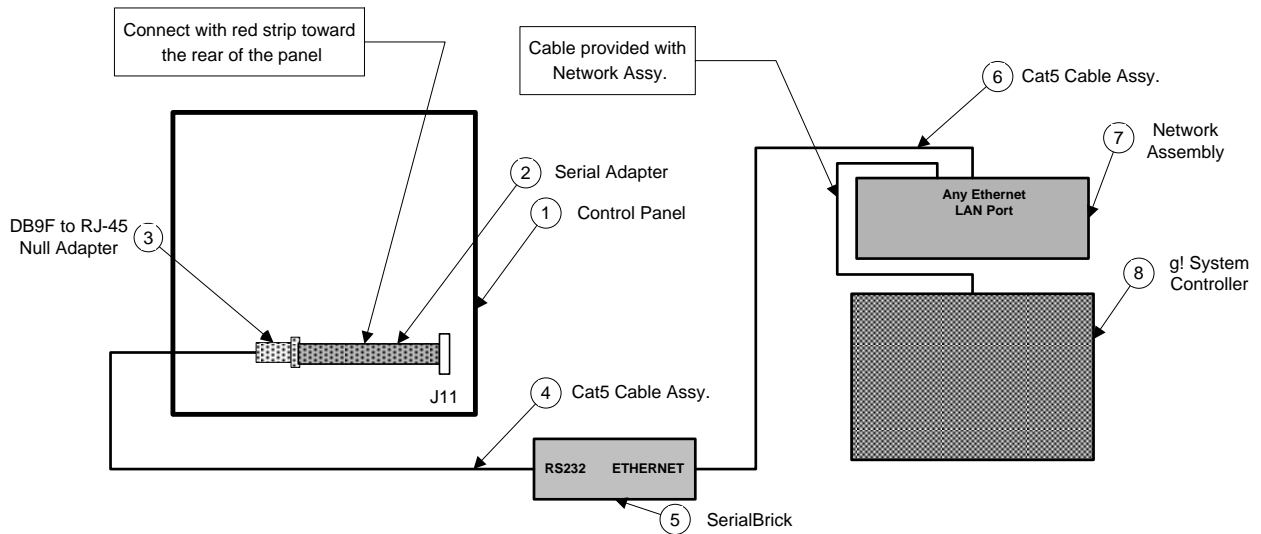 Connect with red strip toward
the rear of the panel
Cable provided with
Network Assy.
6 Cat5 Cable Assy.
7 Network
Assembly
Any Ethernet
LAN Port
2 Serial Adapter
1 Control Panel
DB9F to RJ-45
Null Adapter
3
8 g! System
Controller
J11
4 Cat5 Cable Assy.
RS232 ETHERNET
5 SerialBrick